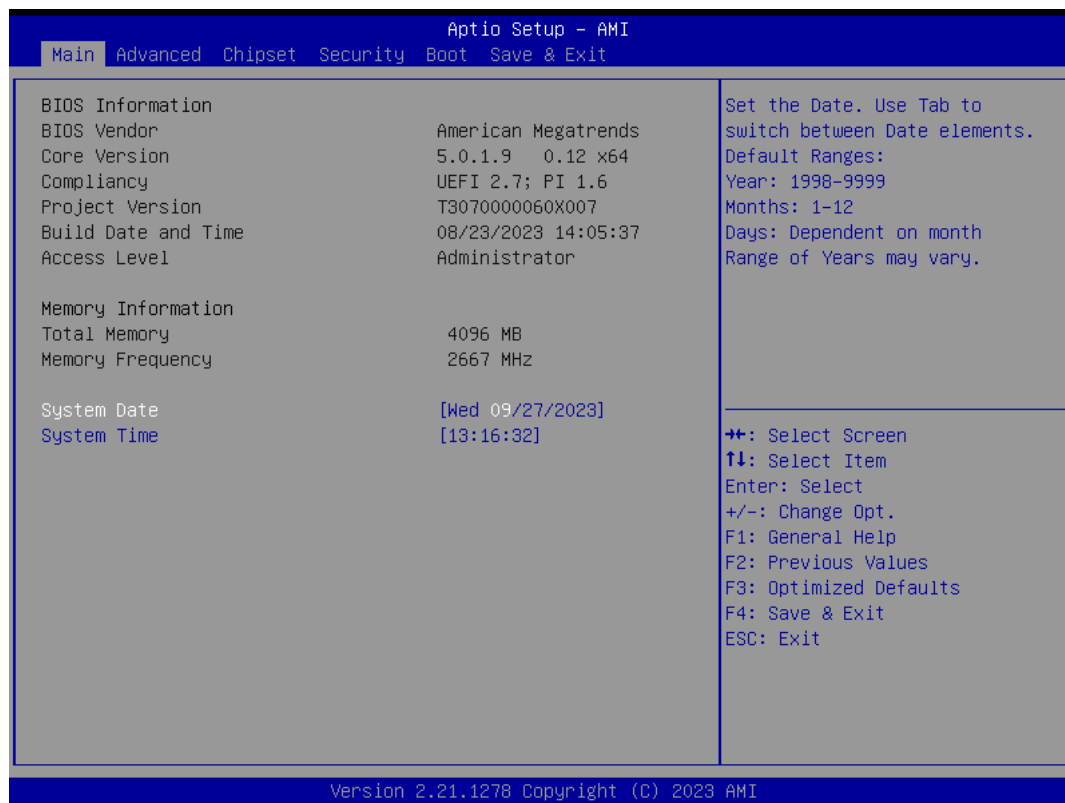 Aptio Setup – AMI
Main Advanced Chipset Security Boot Save & Exit
BIOS Information
BIOS Vendor American Megatrends
Core Version 5.0.1.9 0.12 x64
Compliancy UEFI 2.7; PI 1.6
Project Version T3070000060X007
Build Date and Time 08/23/2023 14:05:37
Access Level Administrator
Memory Information
Total Memory 4096 MB
Memory Frequency 2667 MHz
System Date [Wed 09/27/2023]
System Time [13:16:32]
Set the Date. Use Tab to
switch between Date elements.
Default Ranges:
Year: 1998-9999
Months: 1-12
Days: Dependent on month
Range of Years may vary.
→←: Select Screen
↑↓: Select Item
Enter: Select
+/-: Change Opt.
F1: General Help
F2: Previous Values
F3: Optimized Defaults
F4: Save & Exit
ESC: Exit
Version 2.21.1278 Copyright (C) 2023 AMI